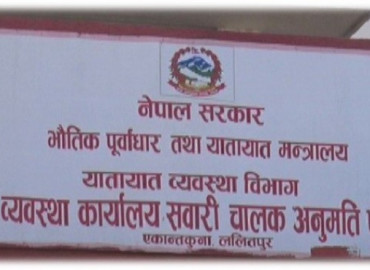 नेपाल सरकार
भौतिक पूर्वाधार तथा यातायात मन्त्रालय
यातायात व्यवस्था विभाग
व्यवस्था कार्यालय सवारी चालक अनुमति
एकान्तकुना, ललितपुर